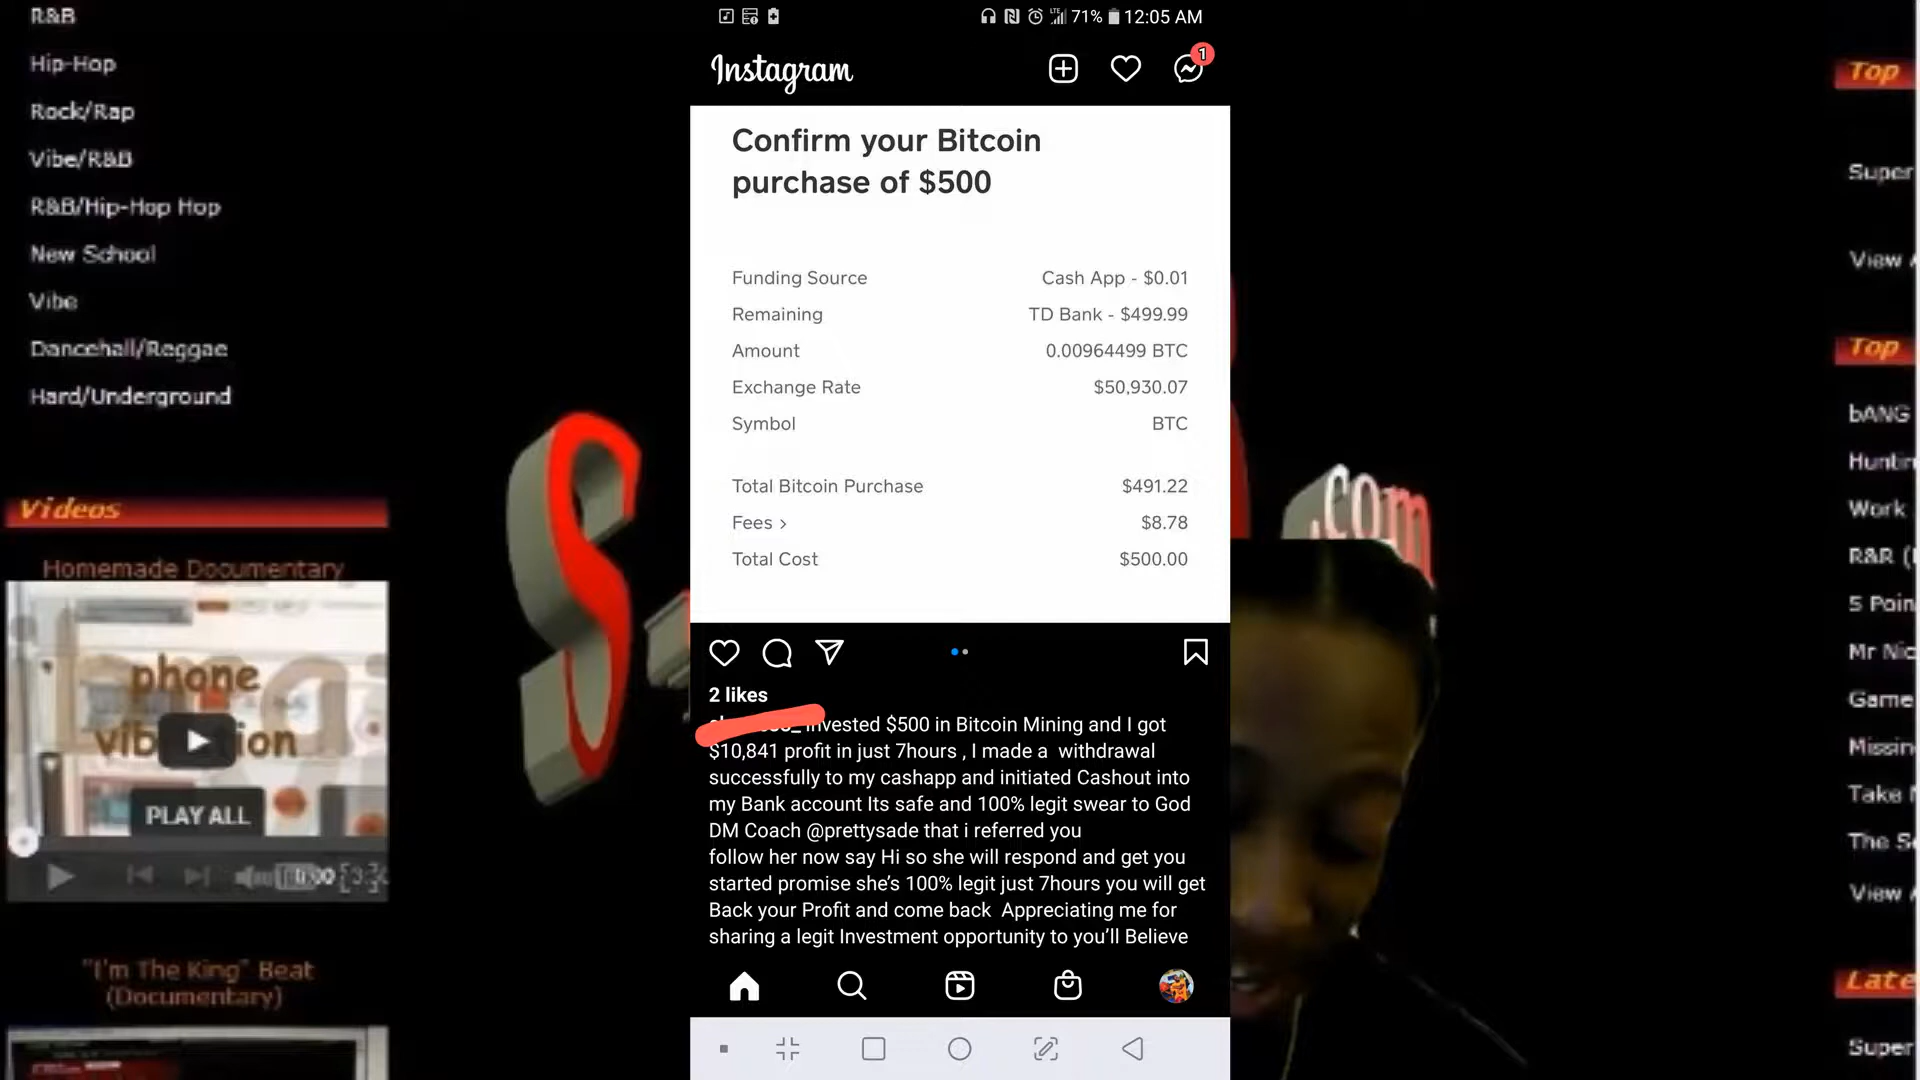 R&B
Hip-Hop
Rock/Rap
Vibe/R&B
R&B/Hip-Hop Hop
New School
Vibe
Dancehall/Reggae
Hard/Underground
Videos
Homemade Documentary
phone
PLAY ALL
"I'm The King" Beat
(Documentary)
71% 12:05 AM
Instagram
1
Confirm your Bitcoin
purchase of $500
Funding Source Cash App - $0.01
Remaining TD Bank - $499.99
Amount 0.00964499 BTC
Exchange Rate $50,930.07
Symbol BTC
Total Bitcoin Purchase $491.22
Fees > $8.78
Total Cost $500.00
2 likes
Invested $500 in Bitcoin Mining and I got
$10,841 profit in just 7hours , I made a withdrawal
successfully to my cashapp and initiated Cashout into
my Bank account Its safe and 100% legit swear to God
DM Coach @prettysade that i referred you
follow her now say Hi so she will respond and get you
started promise she's 100% legit just 7hours you will get
Back your Profit and come back Appreciating me for
sharing a legit Investment opportunity to you'll Believe
.com
Top
Super
View
Top
bANG
Work
R&R
5
Mr
Game
Take
The
View
Super